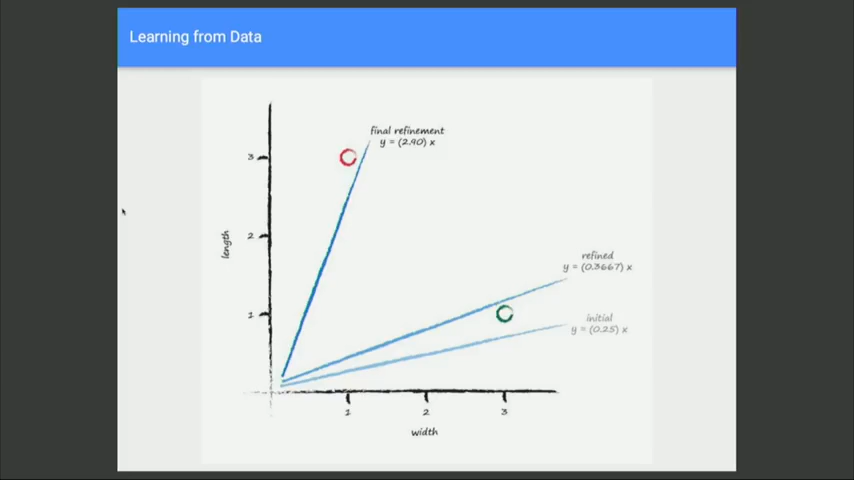 Learning from Data
final refinement
y = (2.90) x
3
2
length
refined
y = (0.3667) x
1
initial
y = (0.25) x
1 2 3
width